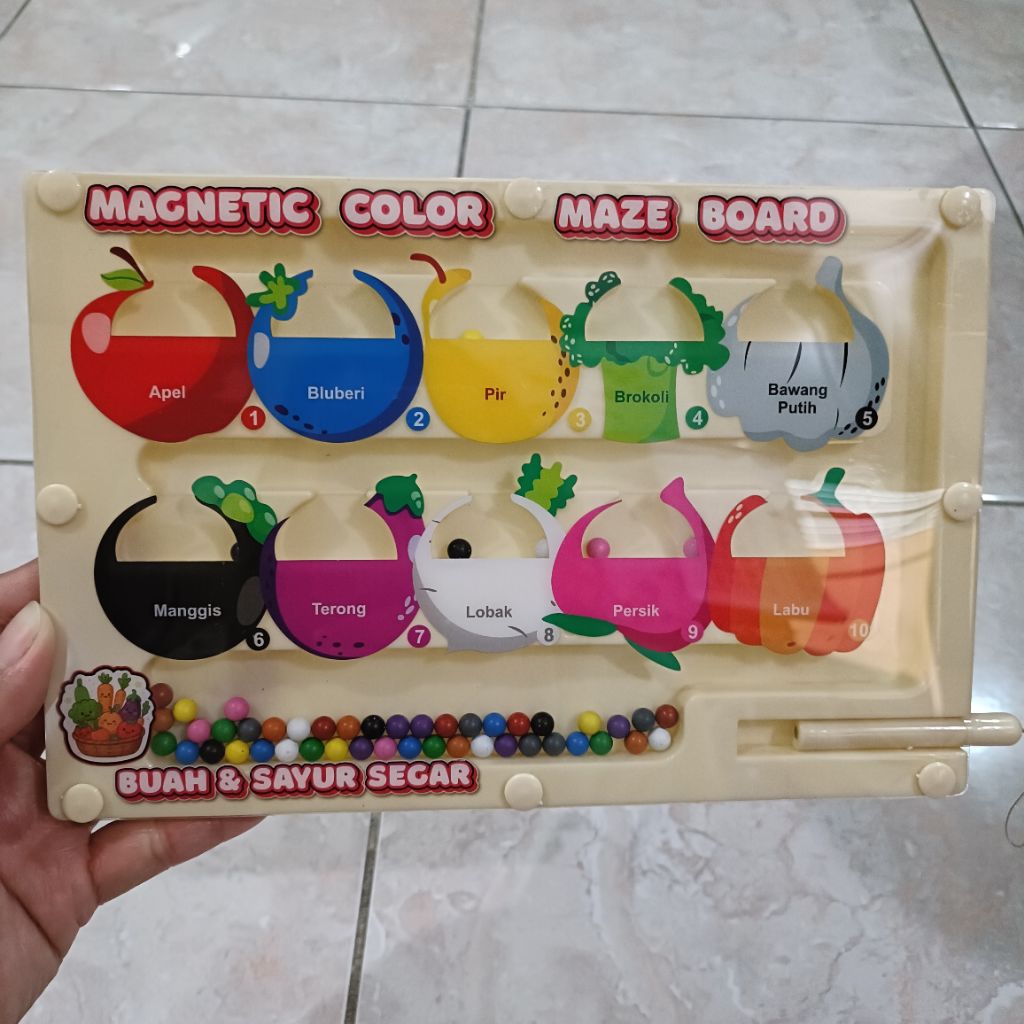 MAGNETIC COLOR MAZE BOARD
Apel
1
Bluberi
2
Pir
3
Brokoli
4
Bawang
Putih
5
Manggis
6
Terong
7
Lobak
8
Persik
9
Labu
10
BUAH & SAYUR SEGAR